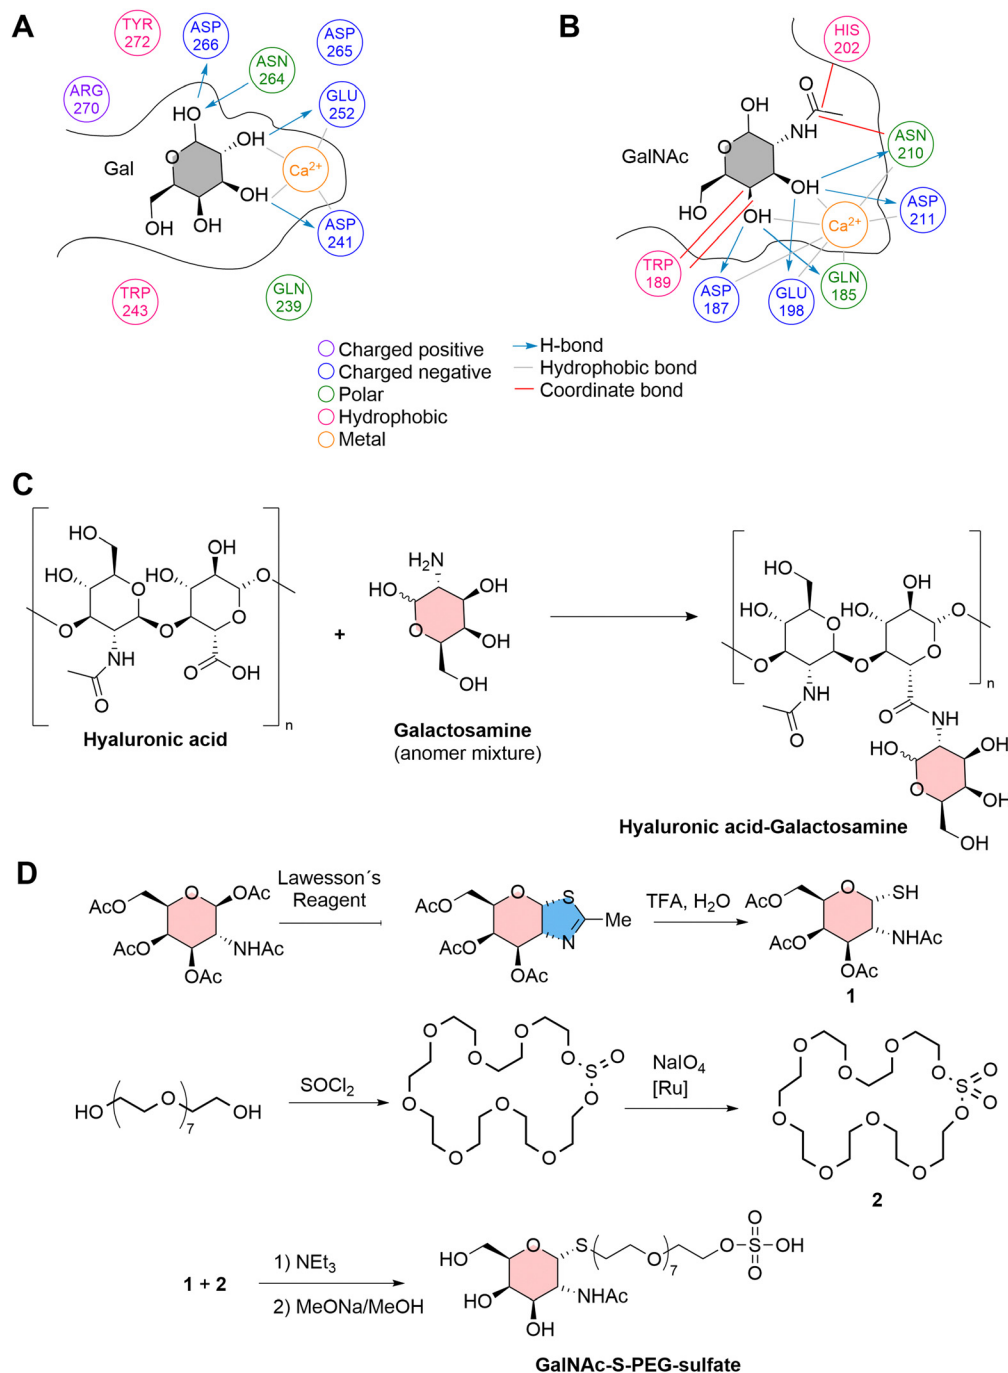 A
TYR
272
ASP
266
ASP
265
ASN
264
ARG
270
GLU
252
HO
OH
Gal
O
Ca2+
OH
HO
OH
ASP
241
TRP
243
GLN
239
B
HIS
202
O
OH
NH
ASN
210
GalNAc
O
OH
ASP
211
HO
OH
Ca2+
TRP
189
ASP
187
GLU
198
GLN
185
Charged positive
Charged negative
Polar
Hydrophobic
Metal
H-bond
Hydrophobic bond
Coordinate bond
C
HO
OH
HO
HO
O
O
O
O
O
NH
O
OH
O
n
Hyaluronic acid
+
H2N
HO
OH
O
OH
OH
Galactosamine
(anomer mixture)
HO
OH
HO
HO
O
O
O
O
O
NH
O
NH
O
n
HO
OH
O
OH
OH
Hyaluronic acid-Galactosamine
D
AcO
O
OAc
AcO
NHAc
OAc
Lawesson´s
Reagent
AcO
O
S
Me
N
AcO
OAc
TFA, H2O
AcO
O
SH
AcO
NHAc
OAc
1
HO
O
7
OH
SOCl2
O
O
O
O
S
O
O
O
O
O
O
NaIO4
[Ru]
O
O
O
O
O
S
O
O
O
O
O
O
2
1 + 2
1) NEt3
2) MeONa/MeOH
HO
O
S
O
7
O
O
S
OH
O
HO
NHAc
OH
GalNAc-S-PEG-sulfate